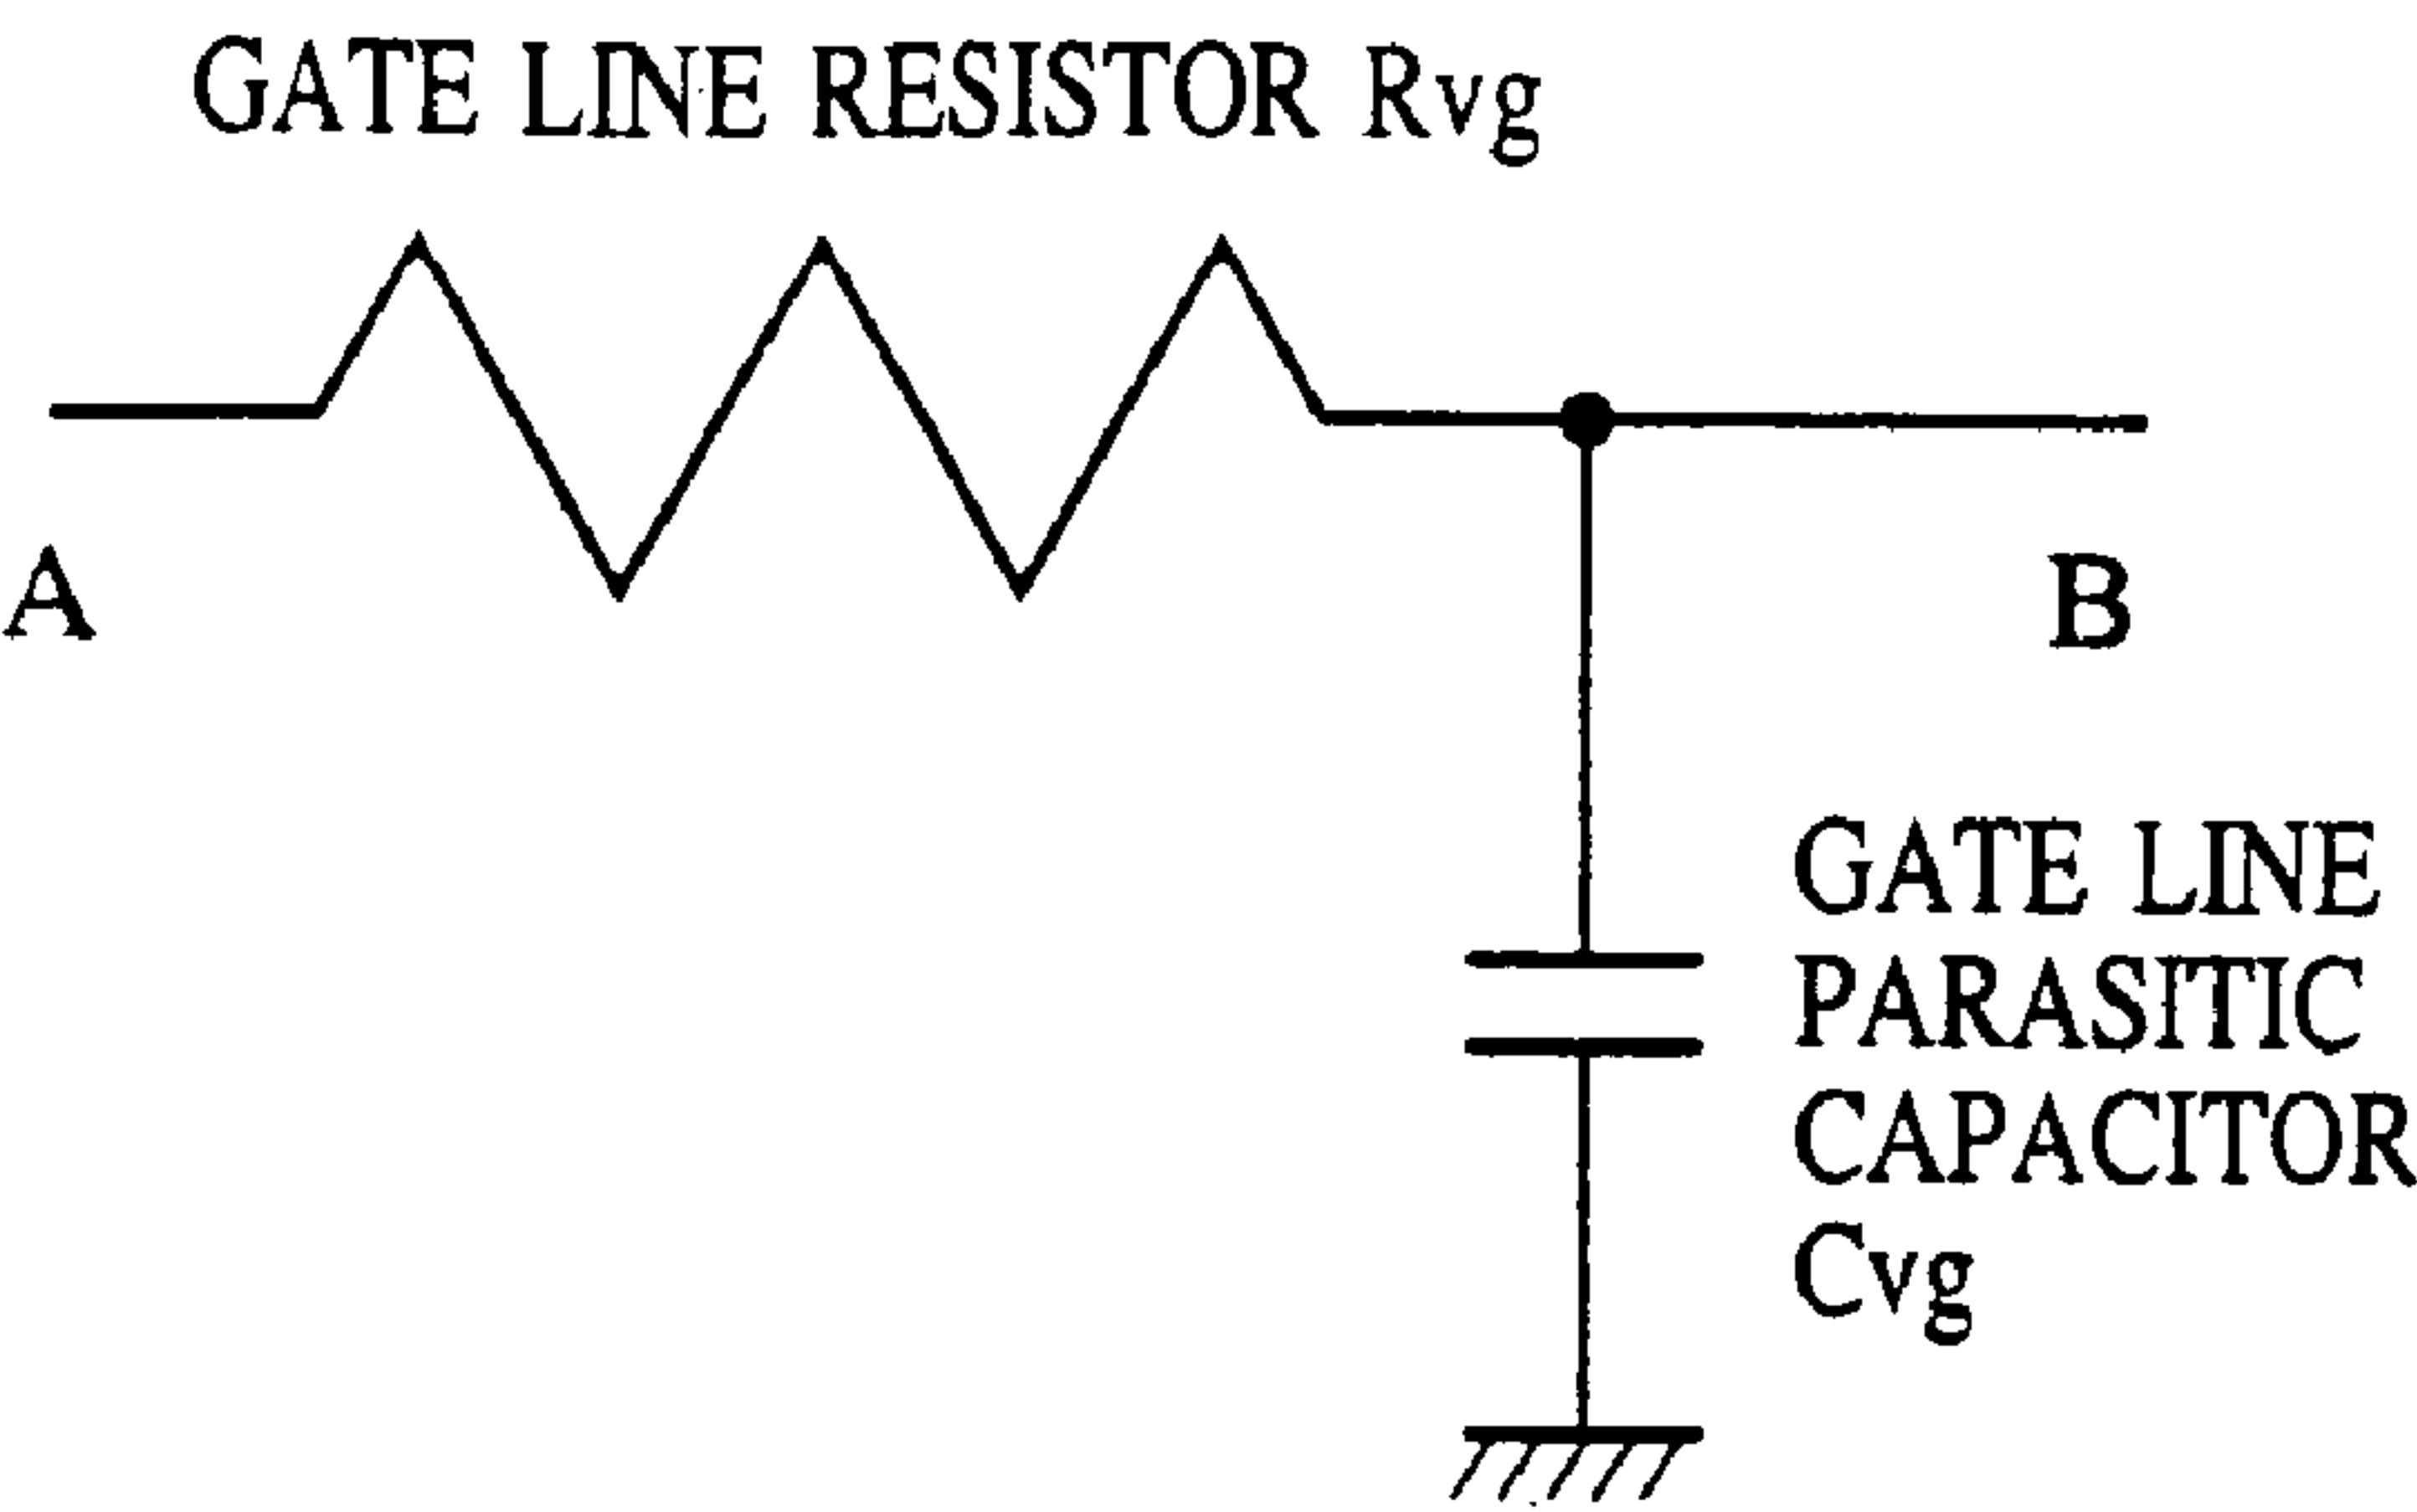 GATE LINE RESISTOR Rvg
A
B
GATE LINE
PARASITIC
CAPACITOR
Cvg